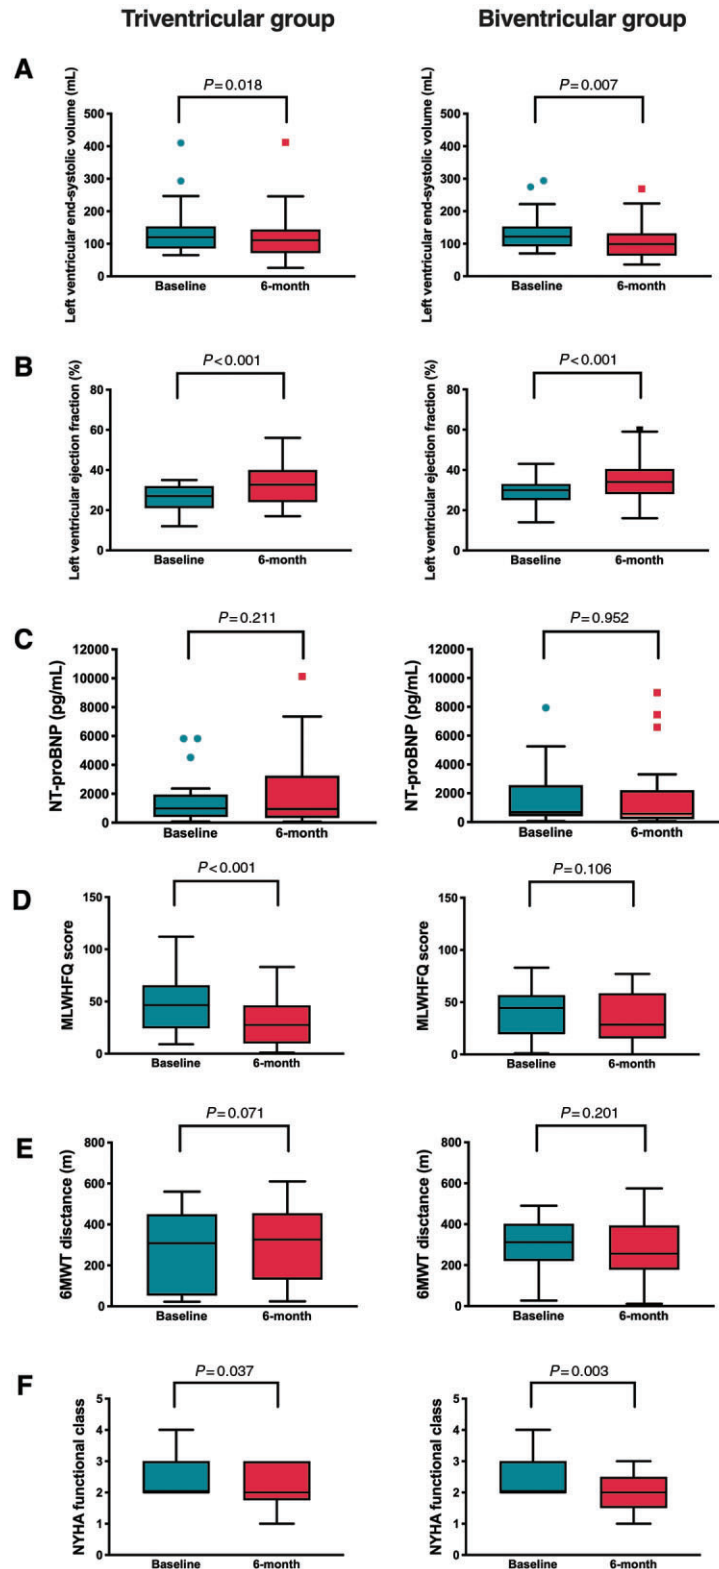 Triventricular group Biventricular group
A
P=0.018
Left ventricular end-systolic volume (mL)
500
400
300
200
100
0
Baseline 6-month
P=0.007
Left ventricular end-systolic volume (mL)
500
400
300
200
100
0
Baseline 6-month
B
P<0.001
Left ventricular ejection fraction (%)
80
60
40
20
0
Baseline 6-month
P<0.001
Left ventricular ejection fraction (%)
80
60
40
20
0
Baseline 6-month
C
P=0.211
NT-proBNP (pg/mL)
12000
10000
8000
6000
4000
2000
0
Baseline 6-month
P=0.952
NT-proBNP (pg/mL)
12000
10000
8000
6000
4000
2000
0
Baseline 6-month
D
P<0.001
MLWHFQ score
150
100
50
0
Baseline 6-month
P=0.106
MLWHFQ score
150
100
50
0
Baseline 6-month
E
P=0.071
6MWT disctance (m)
800
600
400
200
0
Baseline 6-month
P=0.201
6MWT disctance (m)
800
600
400
200
0
Baseline 6-month
F
P=0.037
NYHA functional class
5
4
3
2
1
0
Baseline 6-month
P=0.003
NYHA functional class
5
4
3
2
1
0
Baseline 6-month